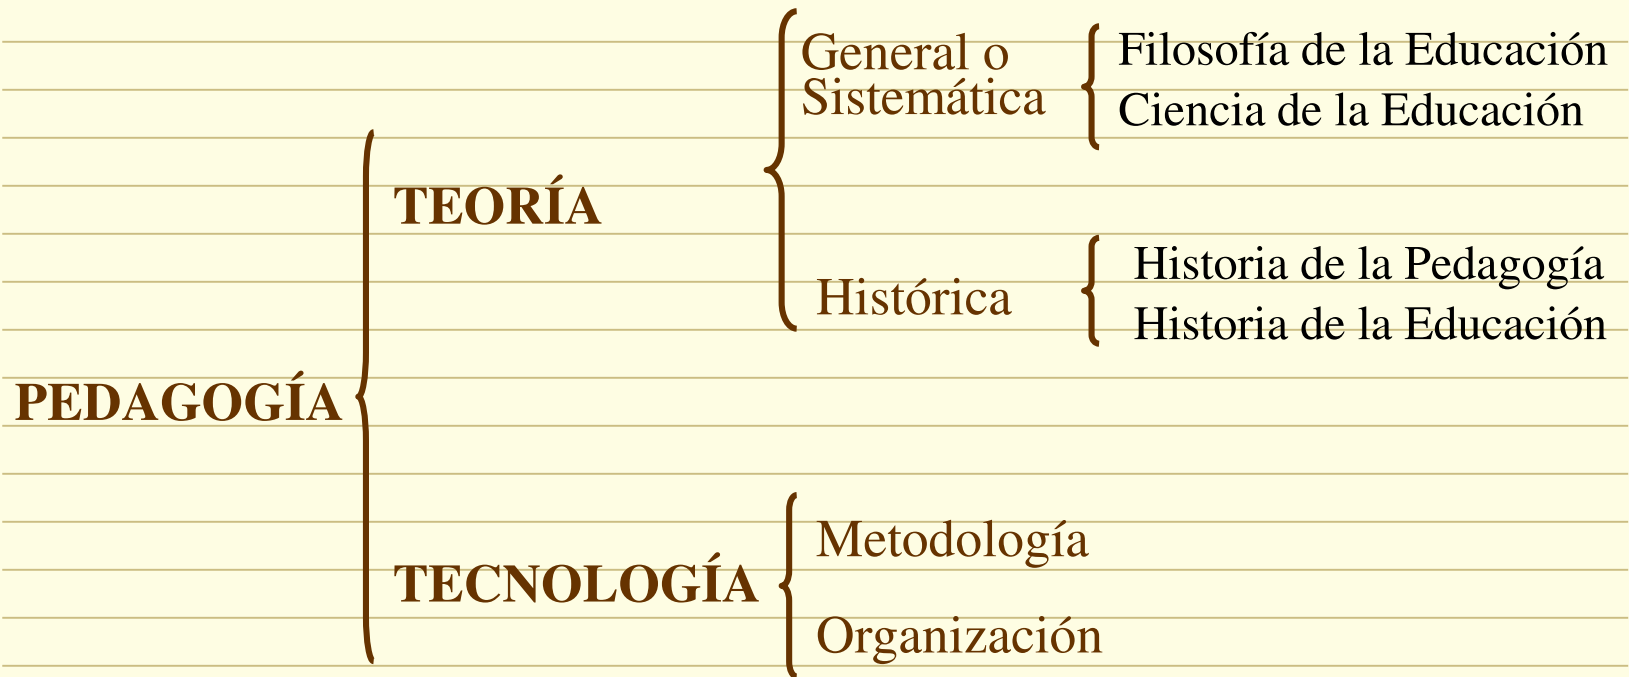 General o
Sistemática
Filosofía de la Educación
Ciencia de la Educación
TEORÍA
Histórica
Historia de la Pedagogía
Historia de la Educación
PEDAGOGÍA
TECNOLOGÍA
Metodología
Organización